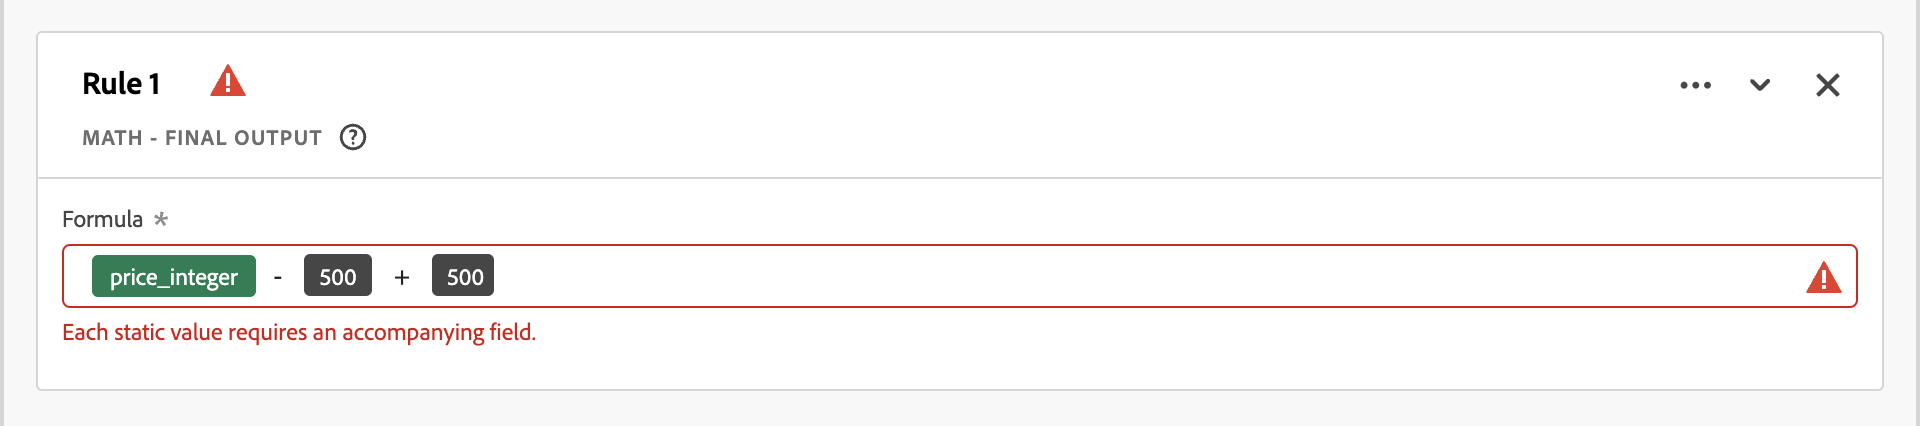 Rule 1
MATH - FINAL OUTPUT ?
Formula *
price_integer - 500 + 500
Each static value requires an accompanying field.